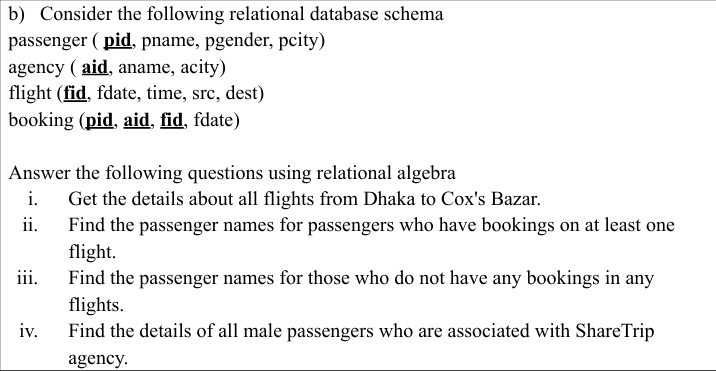 b) Consider the following relational database schema
passenger ( pid, pname, pgender, pcity)
agency ( aid, aname, acity)
flight (fid, fdate, time, src, dest)
booking (pid, aid, fid, fdate)
Answer the following questions using relational algebra
i. Get the details about all flights from Dhaka to Cox's Bazar.
ii. Find the passenger names for passengers who have bookings on at least one
flight.
iii. Find the passenger names for those who do not have any bookings in any
flights.
iv. Find the details of all male passengers who are associated with ShareTrip
agency.